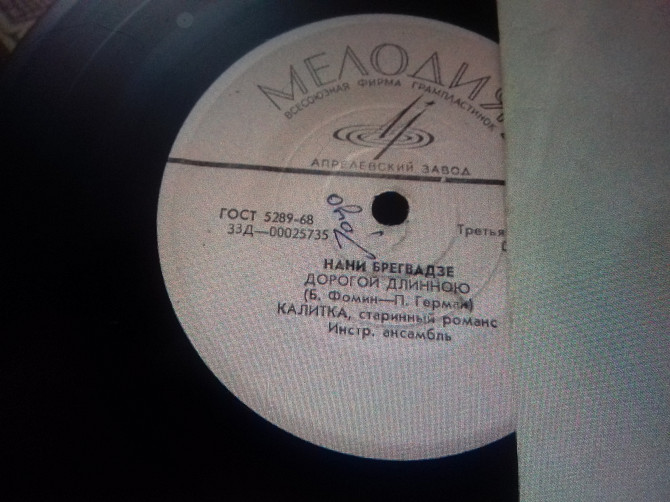 МЕЛОДИЯ
ВСЕСОЮЗНАЯ ФИРМА ГРАМПЛАСТИНОК
АПРЕЛЕВСКИЙ ЗАВОД
ГОСТ 5289-68
33Д—00025735
Третья
НАНИ БРЕГВАДЗЕ
ДОРОГОЙ ДЛИННОЮ
(Б. Фомин—П. Герман)
КАЛИТКА, старинный романс
Инстр. ансамбль